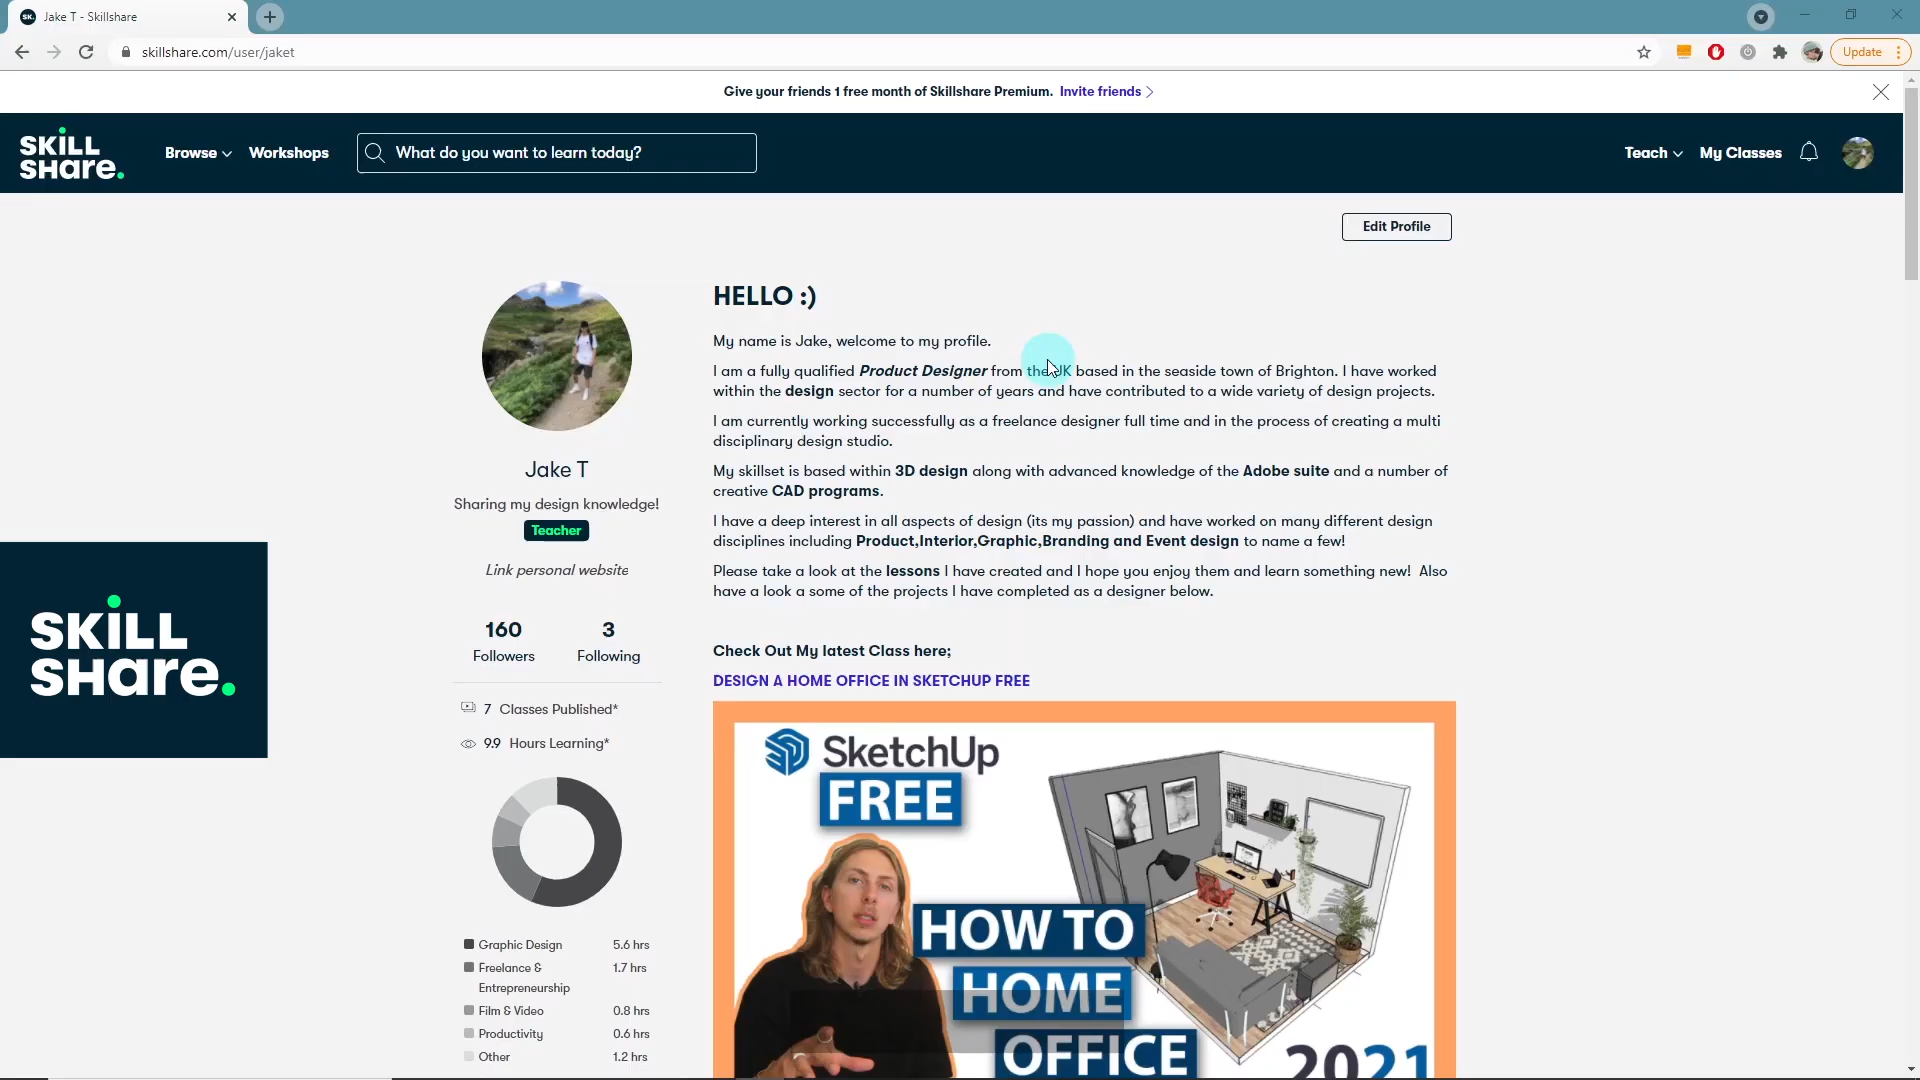 SK. Jake T - Skillshare
skillshare.com/user/jaket
Update
Give your friends 1 free month of Skillshare Premium. Invite friends
SKILL
SHare.
Browse
Workshops
What do you want to learn today?
Teach
My Classes
Edit Profile
Jake T
Sharing my design knowledge!
Teacher
Link personal website
160
Followers
3
Following
7 Classes Published*
9.9 Hours Learning*
Graphic Design 5.6 hrs
Freelance & 1.7 hrs
Entrepreneurship
Film & Video 0.8 hrs
Productivity 0.6 hrs
Other 1.2 hrs
HELLO :)
My name is Jake, welcome to my profile.
I am a fully qualified Product Designer from the UK based in the seaside town of Brighton. I have worked
within the design sector for a number of years and have contributed to a wide variety of design projects.
I am currently working successfully as a freelance designer full time and in the process of creating a multi
disciplinary design studio.
My skillset is based within 3D design along with advanced knowledge of the Adobe suite and a number of
creative CAD programs.
I have a deep interest in all aspects of design (its my passion) and have worked on many different design
disciplines including Product,Interior,Graphic,Branding and Event design to name a few!
Please take a look at the lessons I have created and I hope you enjoy them and learn something new! Also
have a look a some of the projects I have completed as a designer below.
Check Out My latest Class here;
DESIGN A HOME OFFICE IN SKETCHUP FREE
SketchUp
FREE
HOW TO
HOME
OFFICE
2021
SKILL
SHare.